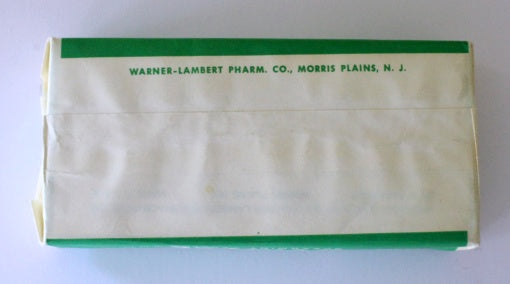 WARNER-LAMBERT PHARM. CO., MORRIS PLAINS, N. J.